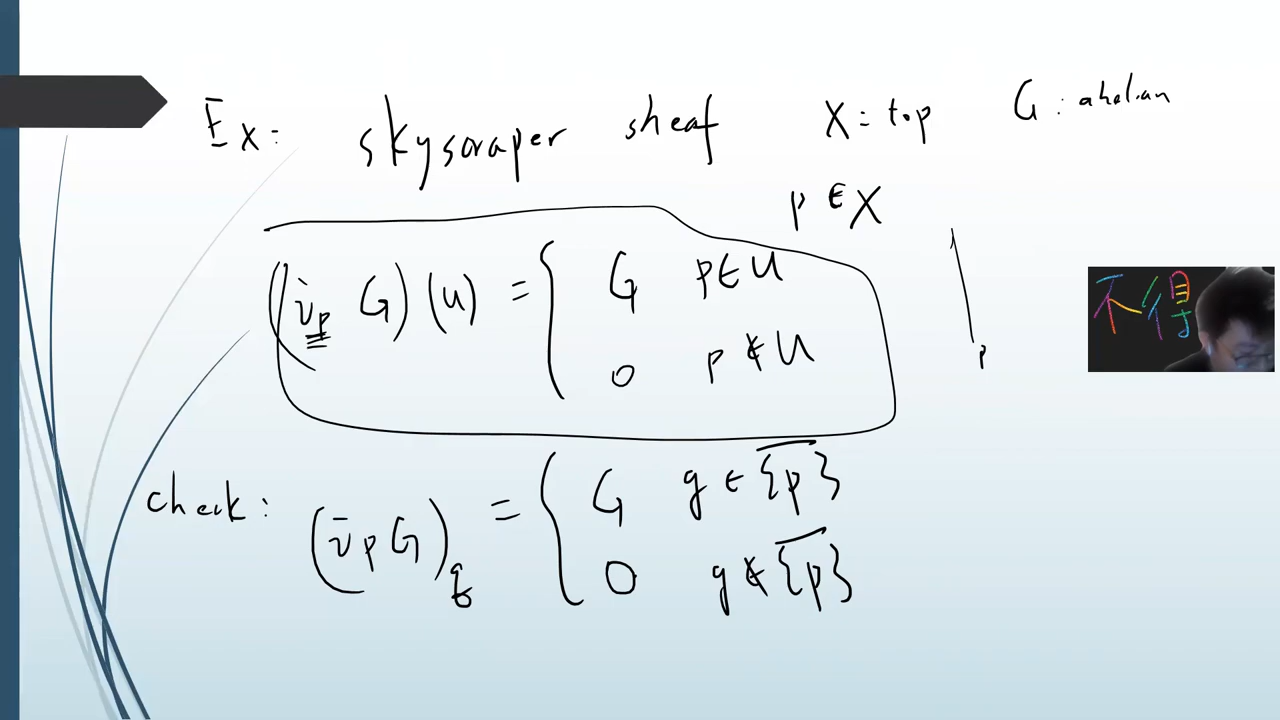 Ex: skyscraper sheaf X = top G : abelian
p ∈ X
(i_p G)(U) = { G p ∈ U
0 p ∉ U
p
不得
check: (i_p G)_q = { G q ∈ \overline{{p}}
0 q ∉ \overline{{p}}